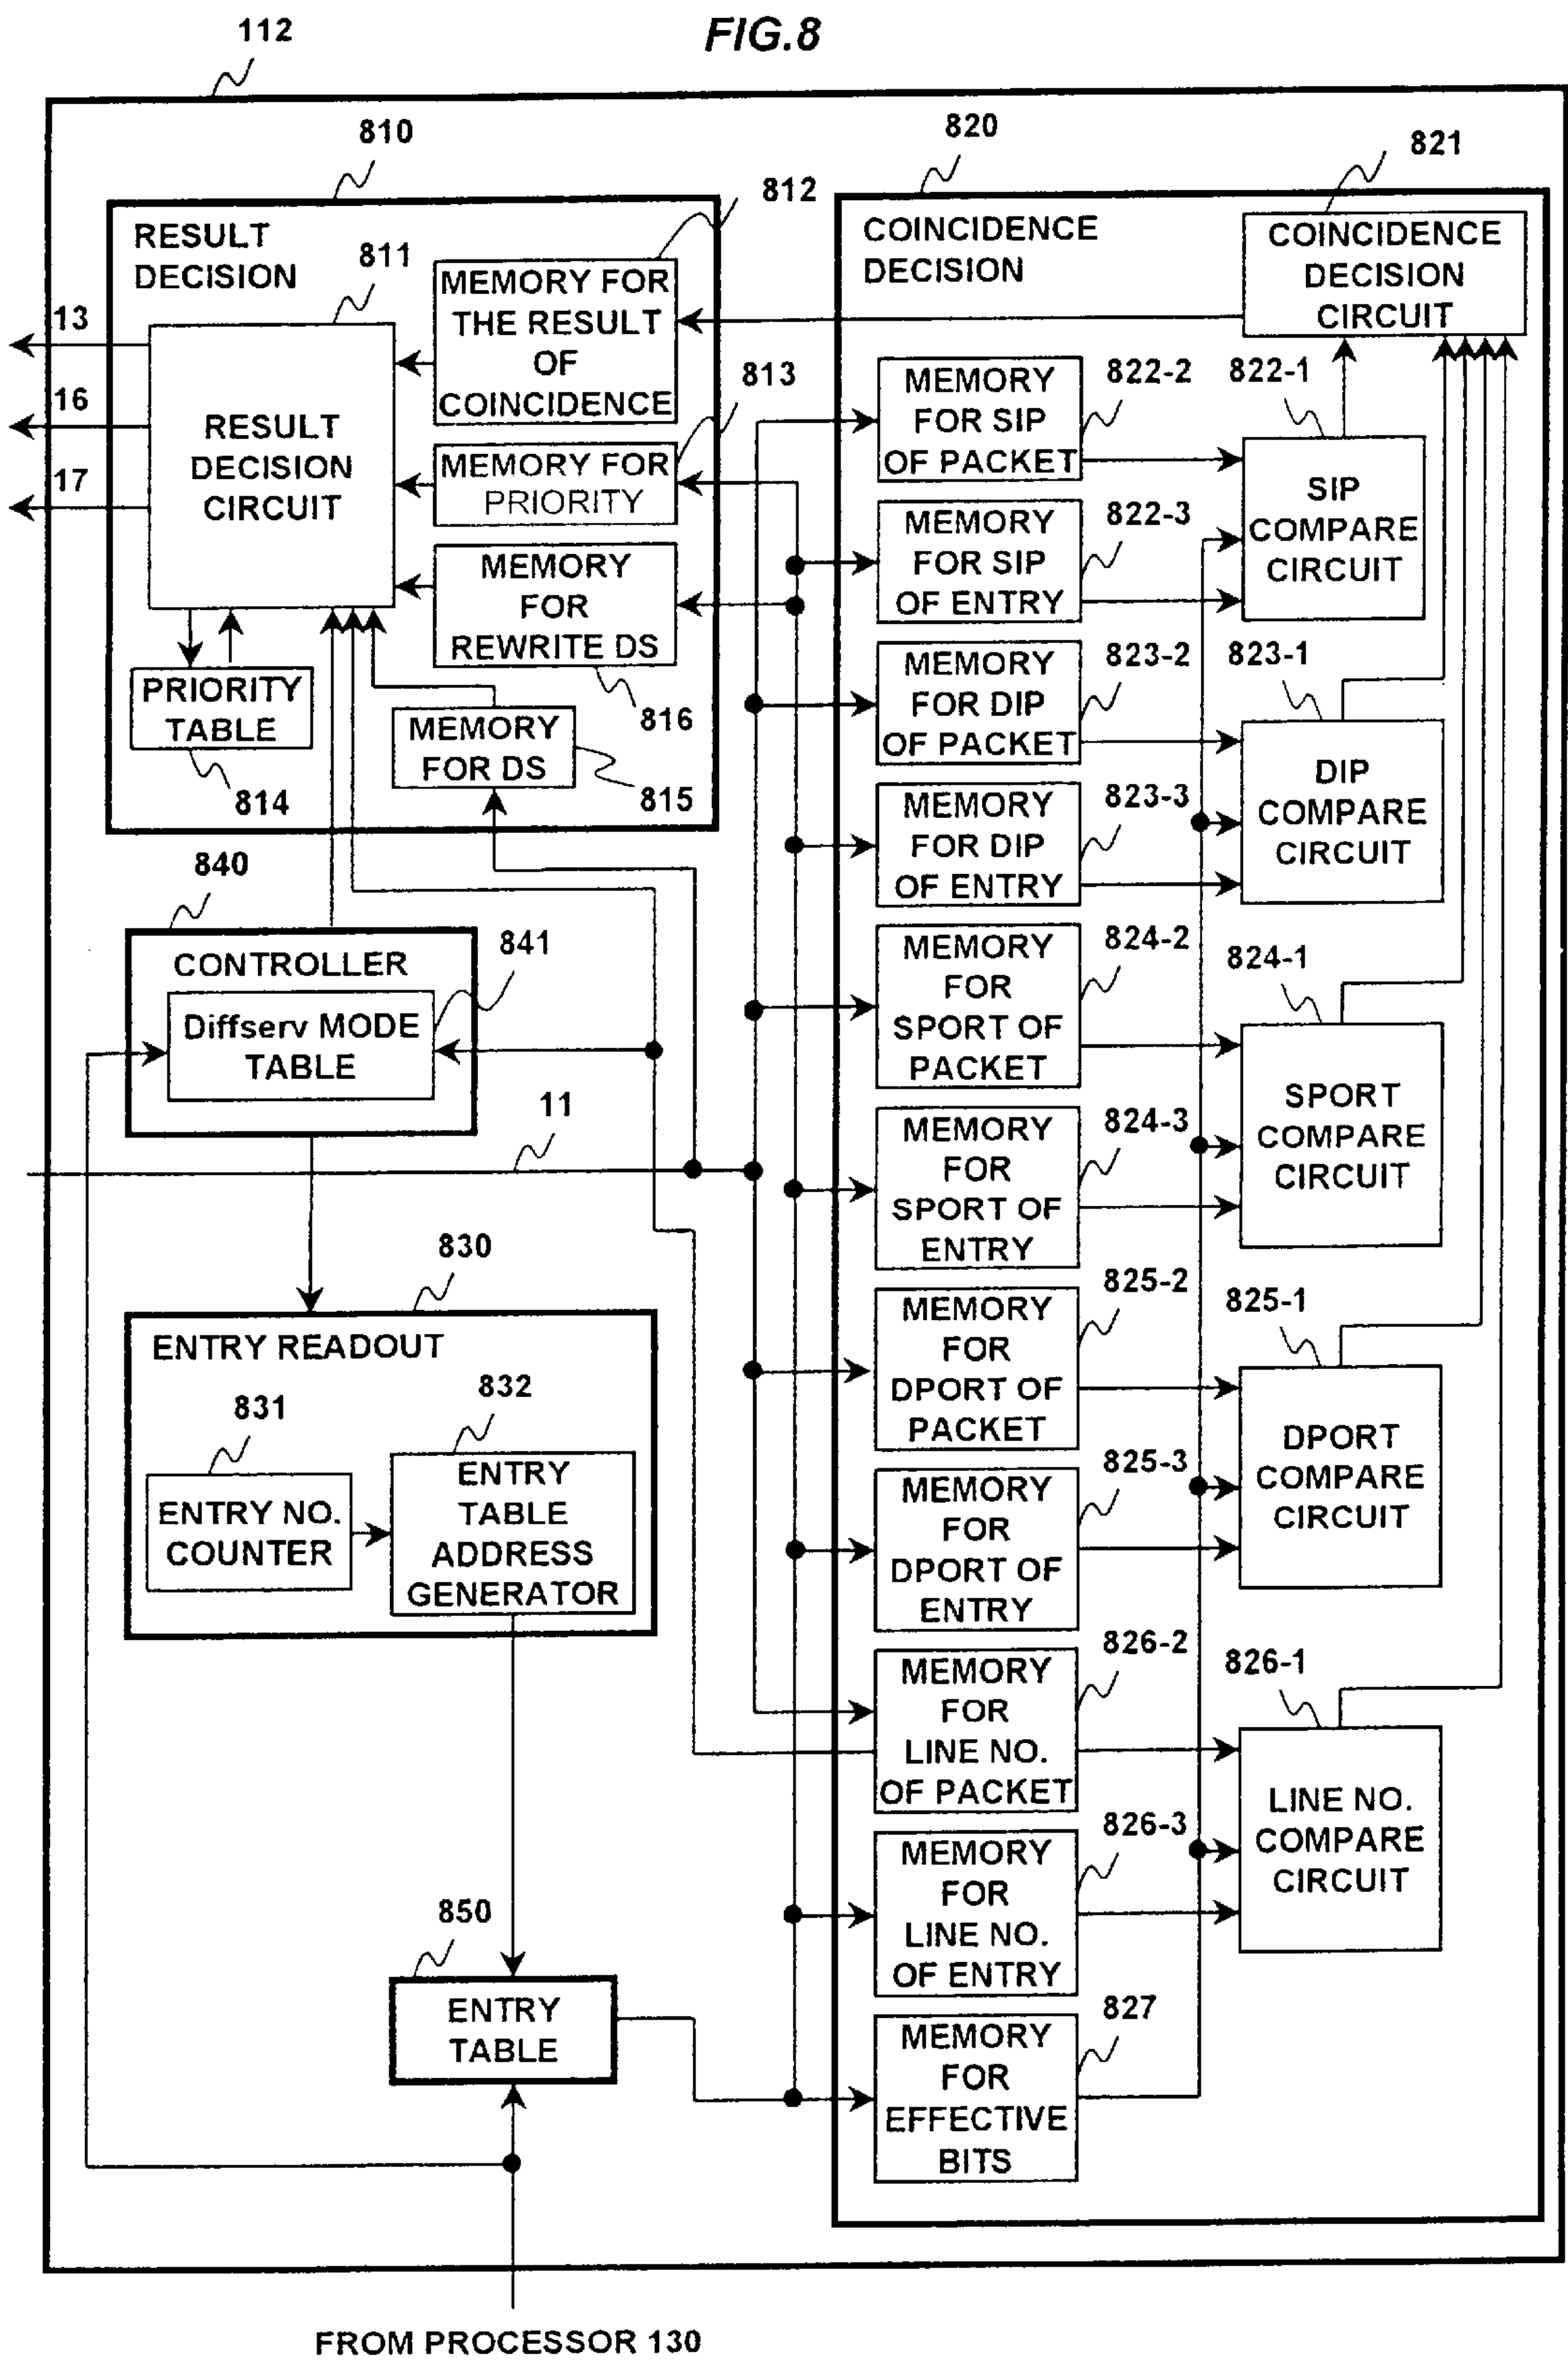 FIG.8
112
810
820
821
812
RESULT
DECISION
811
13
16
17
RESULT
DECISION
CIRCUIT
MEMORY FOR
THE RESULT
OF
COINCIDENCE
813
MEMORY FOR
PRIORITY
MEMORY
FOR
REWRITE DS
816
PRIORITY
TABLE
814
MEMORY
FOR DS
815
840
CONTROLLER
841
Diffserv MODE
TABLE
11
830
ENTRY READOUT
831
832
ENTRY NO.
COUNTER
ENTRY
TABLE
ADDRESS
GENERATOR
850
ENTRY
TABLE
FROM PROCESSOR 130
COINCIDENCE
DECISION
COINCIDENCE
DECISION
CIRCUIT
MEMORY
FOR SIP
OF PACKET
822-2
822-1
SIP
COMPARE
CIRCUIT
MEMORY
FOR SIP
OF ENTRY
822-3
MEMORY
FOR DIP
OF PACKET
823-2
823-1
DIP
COMPARE
CIRCUIT
MEMORY
FOR DIP
OF ENTRY
823-3
MEMORY
FOR
SPORT OF
PACKET
824-2
824-1
SPORT
COMPARE
CIRCUIT
MEMORY
FOR
SPORT OF
ENTRY
824-3
MEMORY
FOR
DPORT OF
PACKET
825-2
825-1
DPORT
COMPARE
CIRCUIT
MEMORY
FOR
DPORT OF
ENTRY
825-3
MEMORY
FOR
LINE NO.
OF PACKET
826-2
826-1
LINE NO.
COMPARE
CIRCUIT
MEMORY
FOR
LINE NO.
OF ENTRY
826-3
MEMORY
FOR
EFFECTIVE
BITS
827